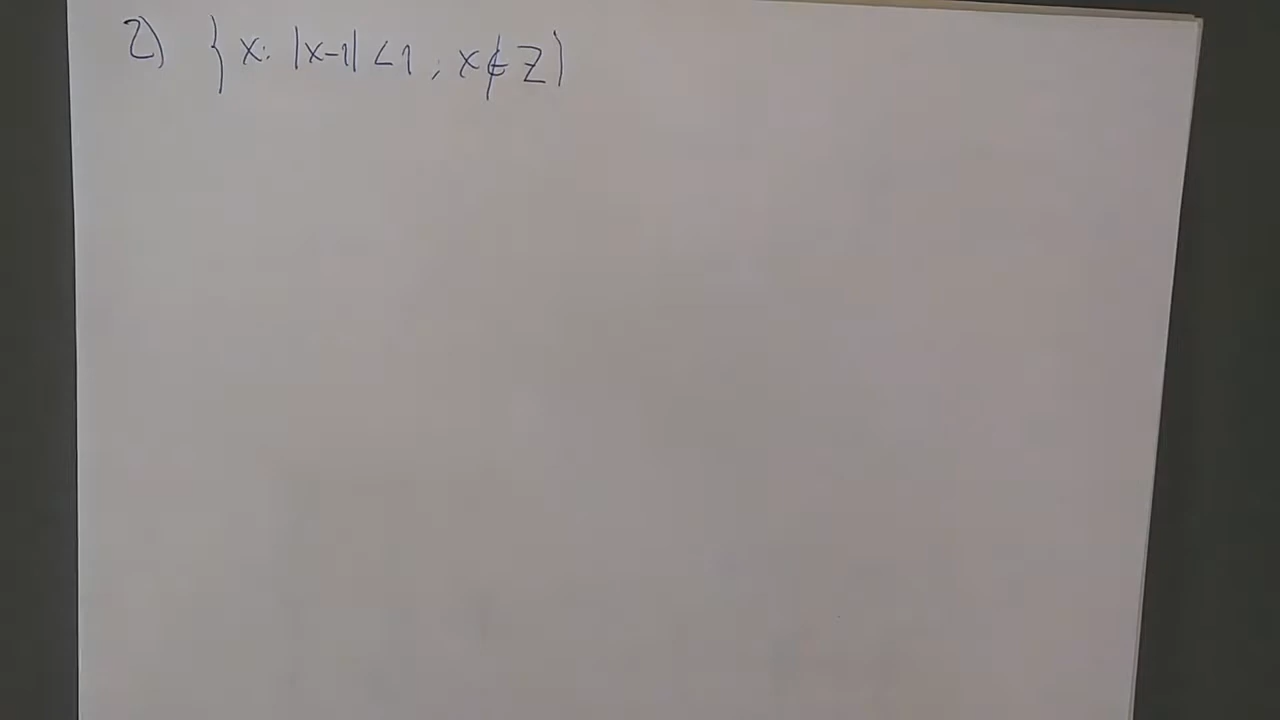 2) { x: |x-1| < 1 ; x ∉ Z }